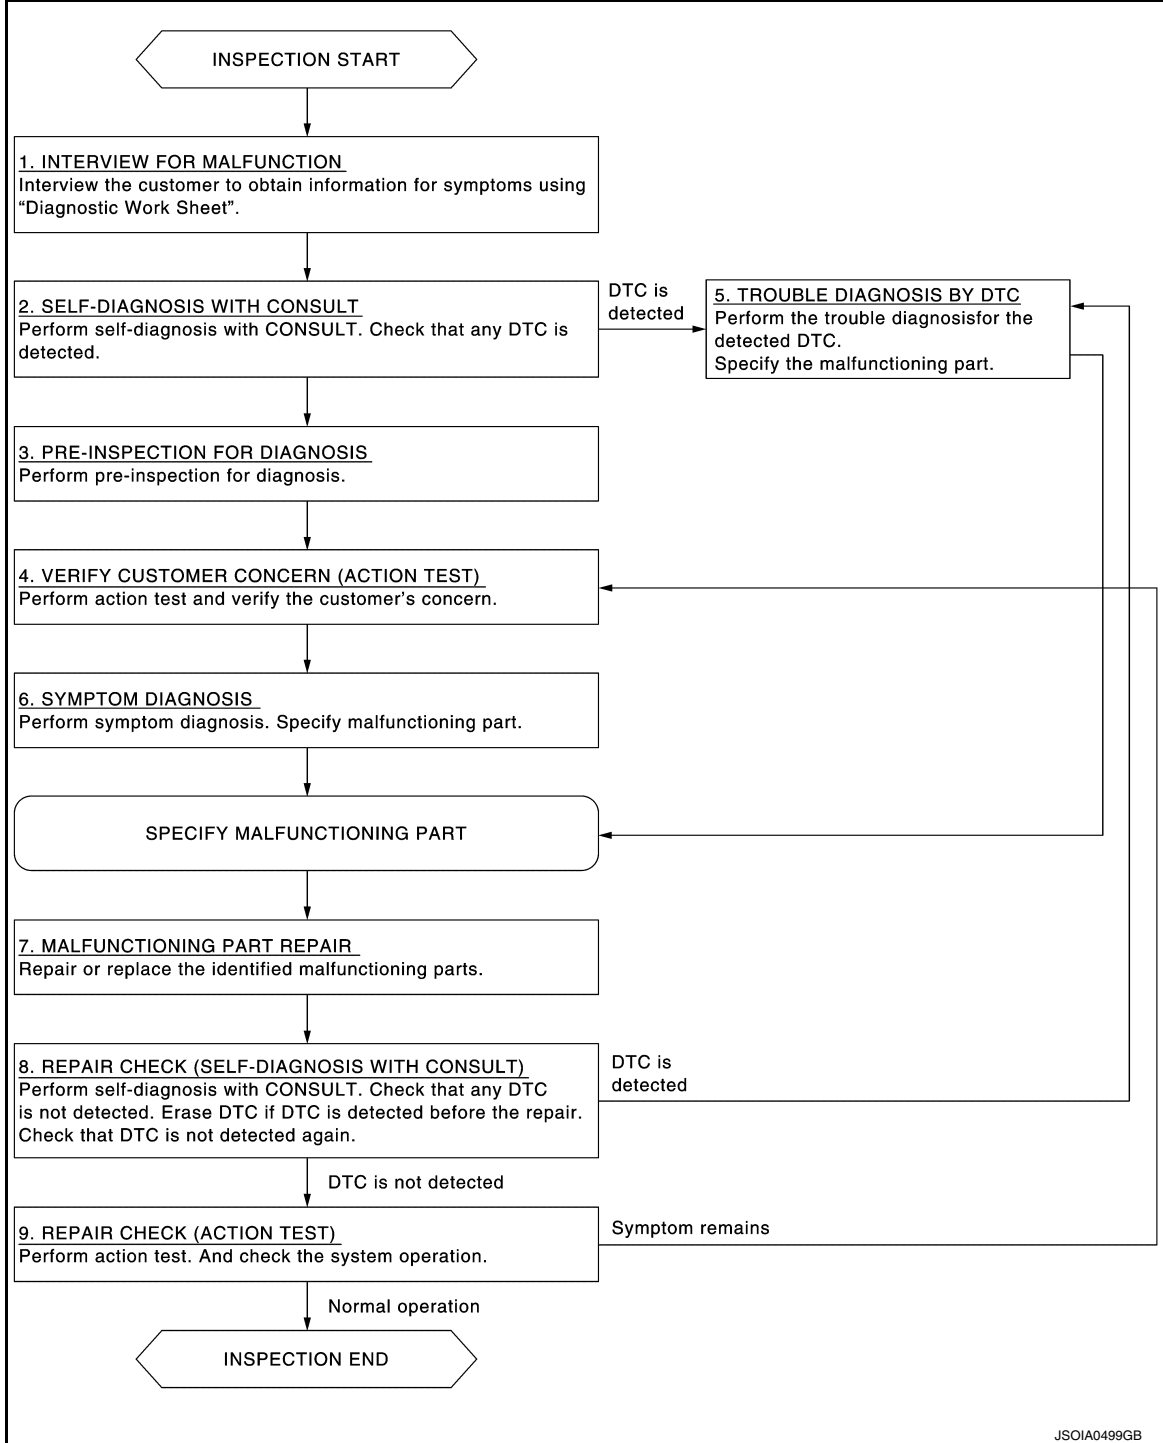 INSPECTION START
1. INTERVIEW FOR MALFUNCTION
Interview the customer to obtain information for symptoms using
“Diagnostic Work Sheet”.
2. SELF-DIAGNOSIS WITH CONSULT
Perform self-diagnosis with CONSULT. Check that any DTC is
detected.
DTC is
detected
5. TROUBLE DIAGNOSIS BY DTC
Perform the trouble diagnosisfor the
detected DTC.
Specify the malfunctioning part.
3. PRE-INSPECTION FOR DIAGNOSIS
Perform pre-inspection for diagnosis.
4. VERIFY CUSTOMER CONCERN (ACTION TEST)
Perform action test and verify the customer’s concern.
6. SYMPTOM DIAGNOSIS
Perform symptom diagnosis. Specify malfunctioning part.
SPECIFY MALFUNCTIONING PART
7. MALFUNCTIONING PART REPAIR
Repair or replace the identified malfunctioning parts.
8. REPAIR CHECK (SELF-DIAGNOSIS WITH CONSULT)
Perform self-diagnosis with CONSULT. Check that any DTC
is not detected. Erase DTC if DTC is detected before the repair.
Check that DTC is not detected again.
DTC is
detected
DTC is not detected
9. REPAIR CHECK (ACTION TEST)
Perform action test. And check the system operation.
Symptom remains
Normal operation
INSPECTION END
JSOIA0499GB